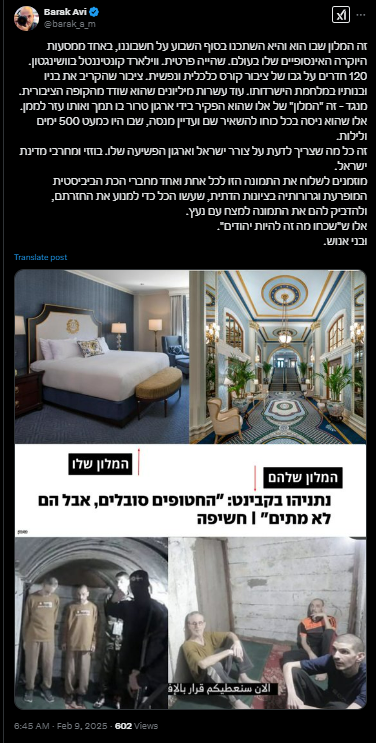 Barak Avi
@barak_a_m
זה המלון שבו הוא והיא השתכנו בסוף השבוע על חשבוננו, באחד ממסעות
היוקרה האינסופיים שלו בעולם. שהייה פרטית. ווילארד קונטיננטל בוושינגטון.
120 חדרים על גבו של ציבור קורס כלכלית ונפשית. ציבור שהקריב את בניו
ובנותיו במלחמת הישרדותו. ועוד עשרות מיליונים שהוא שודד מהקופה הציבורית.
מנגד - זה "המלון" של אלו שהוא הפקיר בידי ארגון טרור בו תמך ואותו עזר לממן.
אלו שהוא ניסה בכל כוחו להשאיר שם ועדיין מנסה, שבו היו כמעט 500 ימים
ולילות.
זה כל מה שצריך לדעת על צורר ישראל וארגון הפשיעה שלו. בוזזי ומחרבי מדינת
ישראל.
מוזמנים לשלוח את התמונה הזו לכל אחת ואחד מחברי הכת הביביסטית
המופרעת וגרורותיה בציונות הדתית, שעשו הכל כדי למנוע את החזרתם,
ולהדביק להם את התמונה למצח עם נעץ.
אלו ש"שכחו מה זה להיות יהודים".
ובני אנוש.
Translate post
המלון שלו
המלון שלהם
נתניהו בקבינט: "החטופים סובלים, אבל הם
לא מתים" | חשיפה
الان سنعطيكم قرار بالإف
6:45 AM · Feb 9, 2025 · 602 Views